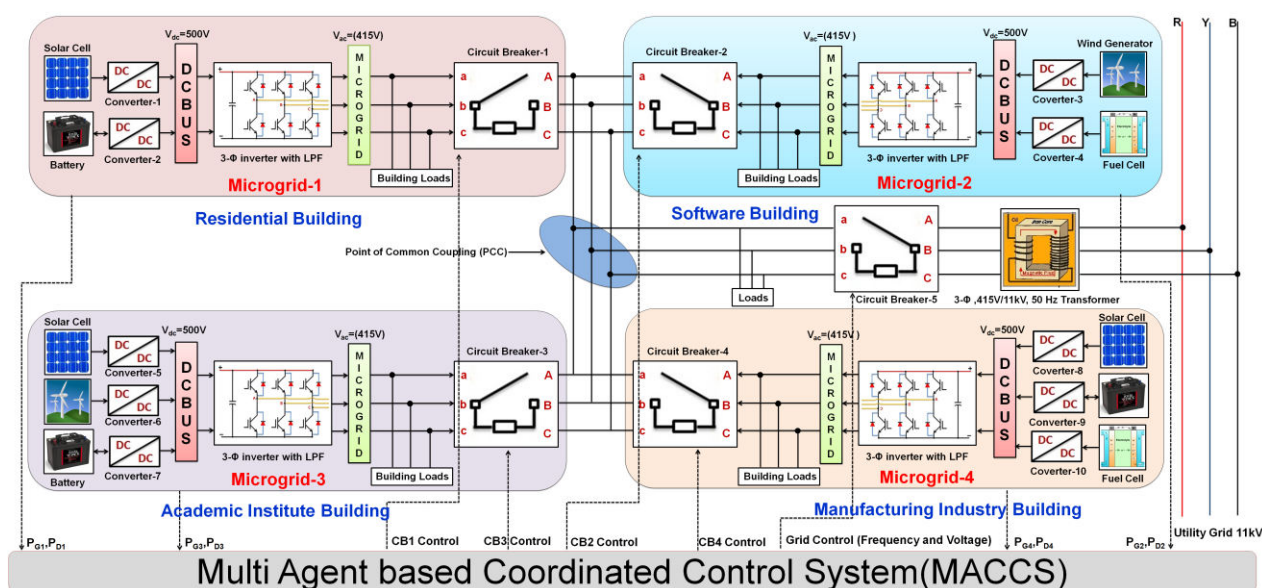 R Y B
Solar Cell
Vdc=500V
Vac=(415V)
Circuit Breaker-1
DC
DC
Converter-1
DC
DC
Converter-2
Battery
DCBUS
3-Φ inverter with LPF
MICROGRID
a A
b B
c C
Building Loads
Microgrid-1
Residential Building
Circuit Breaker-2
Vac=(415V )
Vdc=500V
Wind Generator
a A
b B
c C
Building Loads
MICROGRID
3-Φ inverter with LPF
DCBUS
DC
DC
Coverter-3
DC
DC
Coverter-4
Fuel Cell
Microgrid-2
Software Building
Point of Common Coupling (PCC)
a A
b B
c C
Loads
Circuit Breaker-5
3-Φ ,415V/11kV, 50 Hz Transformer
Solar Cell
Vdc=500V
Vac=(415V)
Circuit Breaker-3
DC
DC
Converter-5
DC
DC
Converter-6
DC
DC
Converter-7
Battery
DCBUS
3-Φ inverter with LPF
MICROGRID
a A
b B
c C
Building Loads
Microgrid-3
Academic Institute Building
Circuit Breaker-4
Vac=(415V )
Vdc=500V
Solar Cell
a A
b B
c C
Building Loads
MICROGRID
3-Φ inverter with LPF
DCBUS
DC
DC
Coverter-8
DC
DC
Converter-9
Battery
DC
DC
Coverter-10
Fuel Cell
Microgrid-4
Manufacturing Industry Building
Utility Grid 11kV
PG1,PD1
PG3,PD3
CB1 Control
CB3 Control
CB2 Control
CB4 Control
Grid Control (Frequency and Voltage)
PG4,PD4
PG2,PD2
Multi Agent based Coordinated Control System(MACCS)